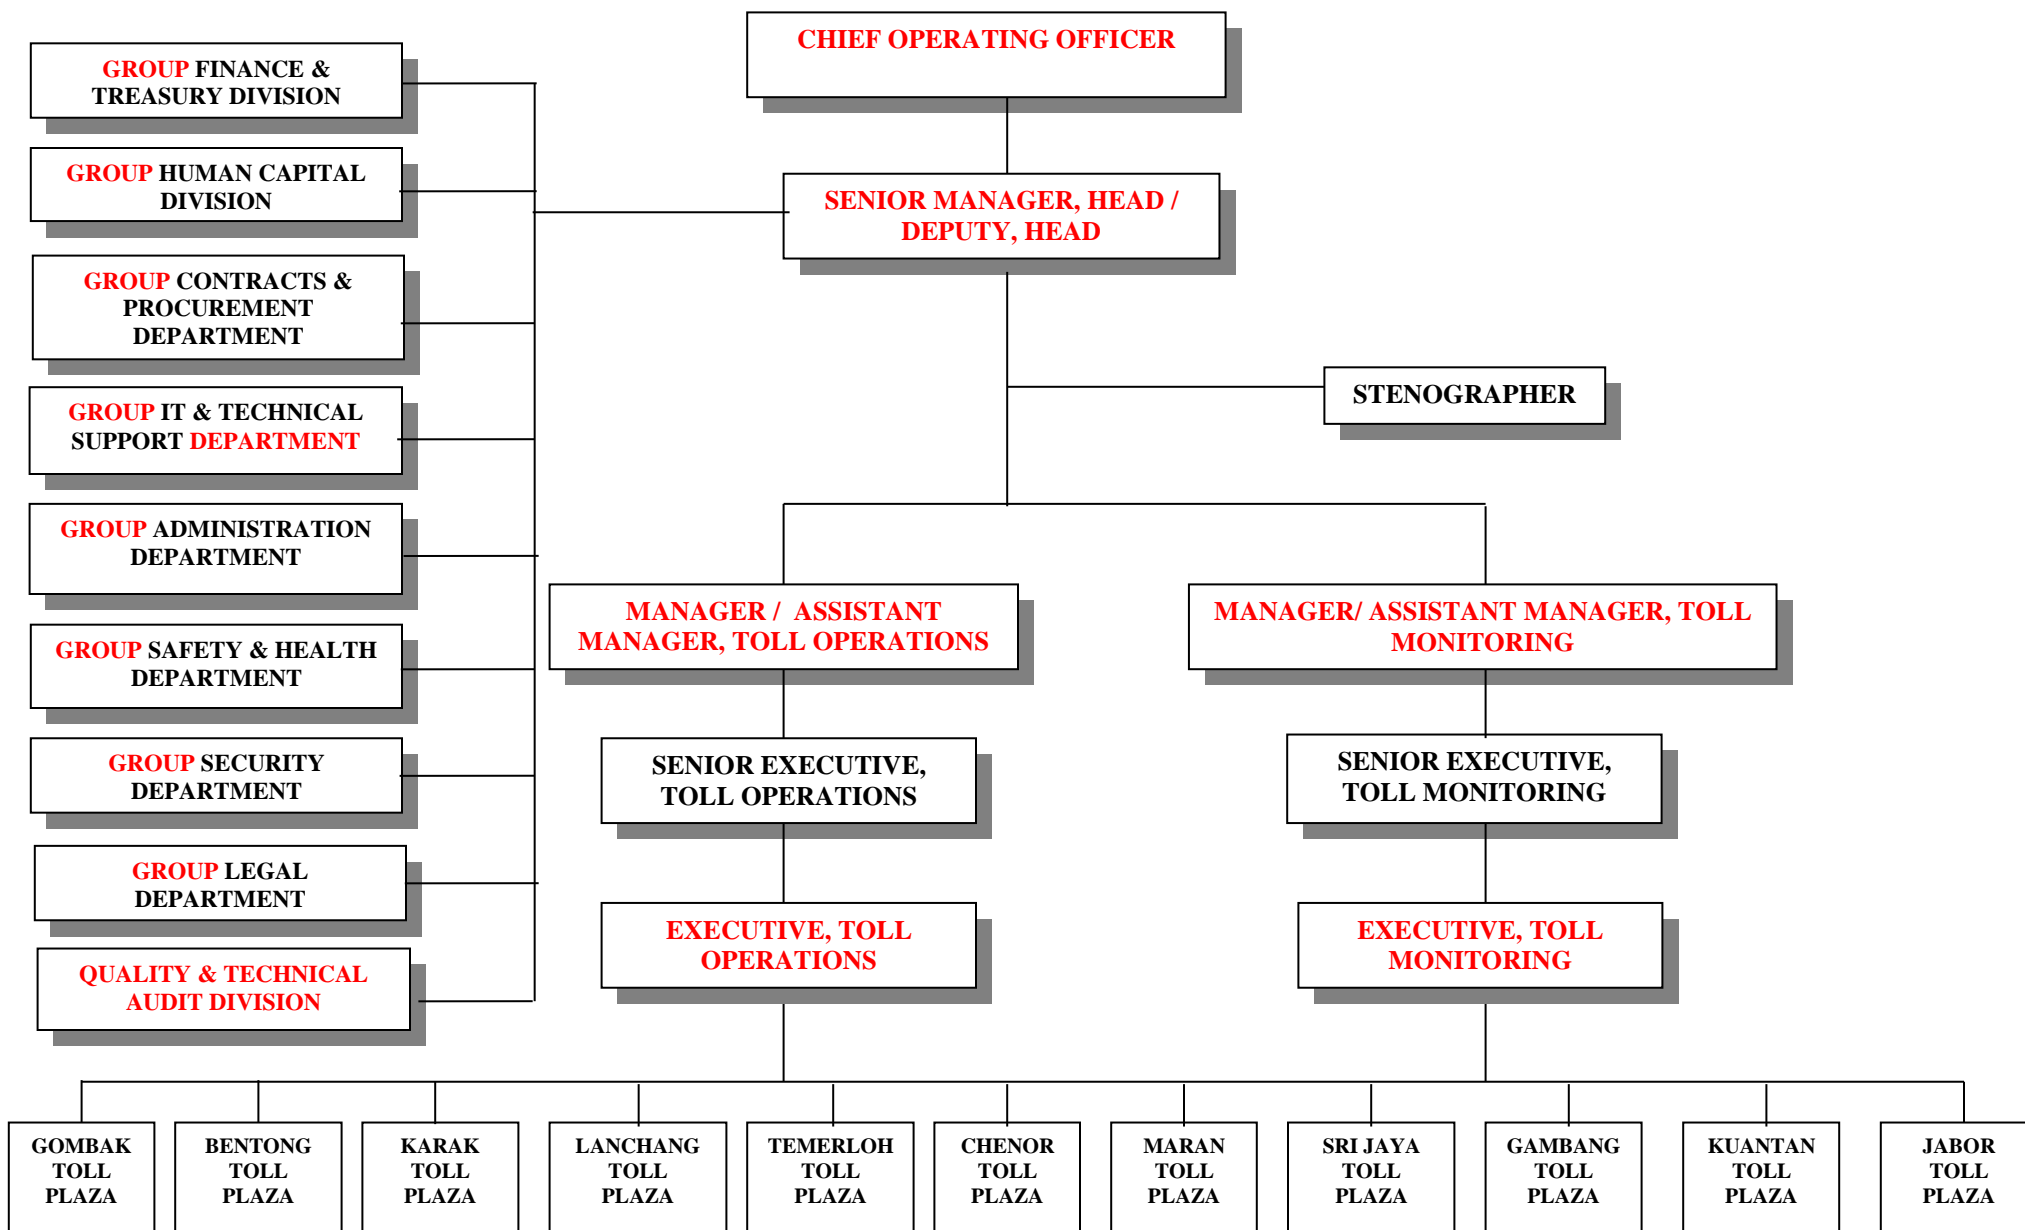 CHIEF OPERATING OFFICER
GROUP FINANCE &
TREASURY DIVISION
GROUP HUMAN CAPITAL
DIVISION
SENIOR MANAGER, HEAD /
DEPUTY, HEAD
GROUP CONTRACTS &
PROCUREMENT
DEPARTMENT
STENOGRAPHER
GROUP IT & TECHNICAL
SUPPORT DEPARTMENT
GROUP ADMINISTRATION
DEPARTMENT
GROUP SAFETY & HEALTH
DEPARTMENT
GROUP SECURITY
DEPARTMENT
GROUP LEGAL
DEPARTMENT
QUALITY & TECHNICAL
AUDIT DIVISION
MANAGER / ASSISTANT
MANAGER, TOLL OPERATIONS
MANAGER/ ASSISTANT MANAGER, TOLL
MONITORING
SENIOR EXECUTIVE,
TOLL OPERATIONS
SENIOR EXECUTIVE,
TOLL MONITORING
EXECUTIVE, TOLL
OPERATIONS
EXECUTIVE, TOLL
MONITORING
GOMBAK
TOLL
PLAZA
BENTONG
TOLL
PLAZA
KARAK
TOLL
PLAZA
LANCHANG
TOLL
PLAZA
TEMERLOH
TOLL
PLAZA
CHENOR
TOLL
PLAZA
MARAN
TOLL
PLAZA
SRI JAYA
TOLL
PLAZA
GAMBANG
TOLL
PLAZA
KUANTAN
TOLL
PLAZA
JABOR
TOLL
PLAZA